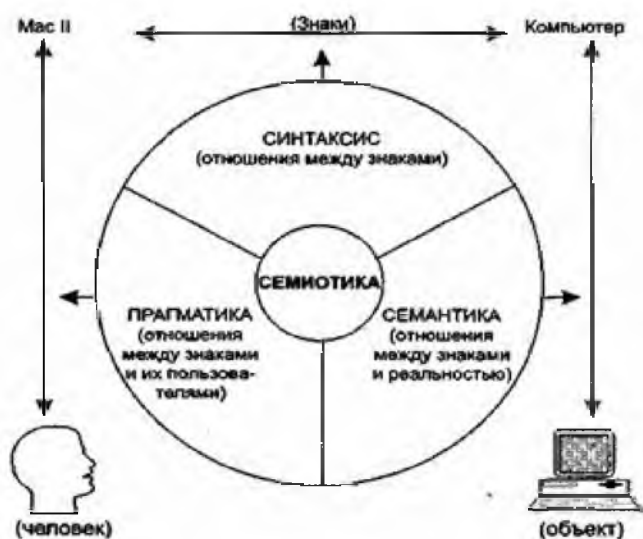 Mac II
(Знаки)
Компьютер
СИНТАКСИС
(отношения между знаками)
СЕМИОТИКА
ПРАГМАТИКА
(отношения
между знаками
и их пользова-
телями)
СЕМАНТИКА
(отношения
между знаками
и реальностью)
(человек)
(объект)